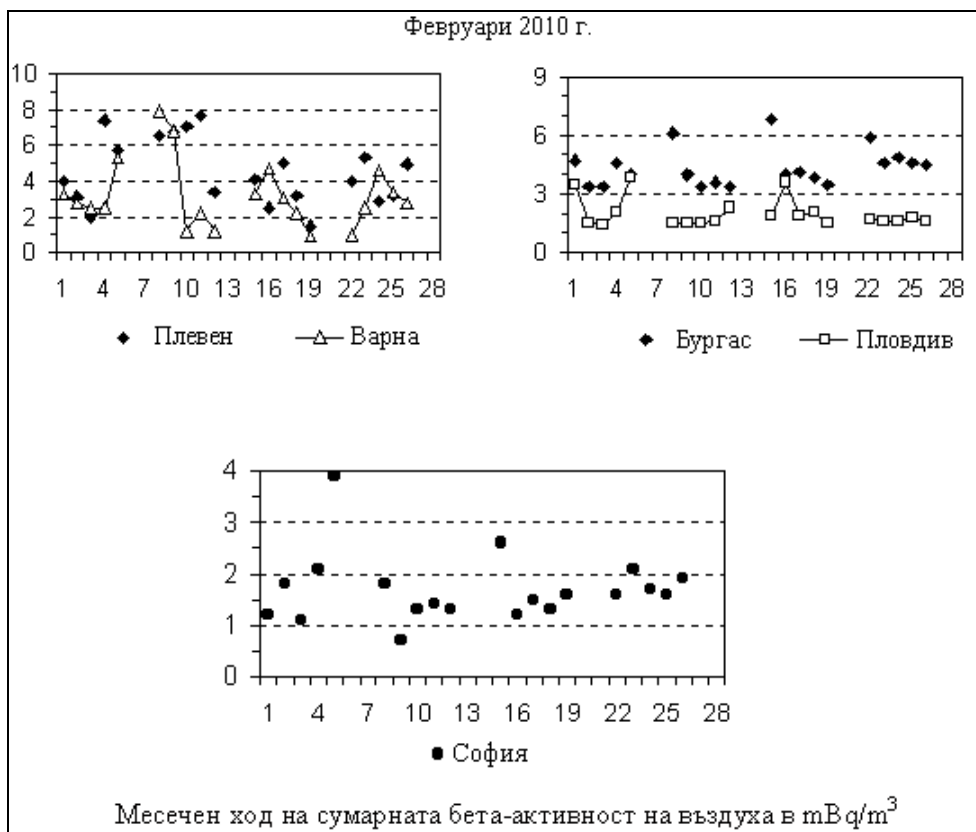 Февруари 2010 г.
10
8
6
4
2
0
1 4 7 10 13 16 19 22 25 28
Плевен Варна
9
6
3
0
1 4 7 10 13 16 19 22 25 28
Бургас Пловдив
4
3
2
1
0
1 4 7 10 13 16 19 22 25 28
София
Месечен ход на сумарната бета-активност на въздуха в mBq/m³